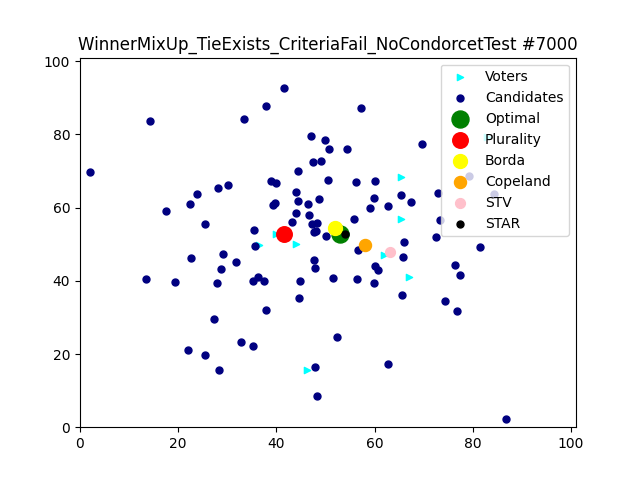 WinnerMixUp_TieExists_CriteriaFail_NoCondorcetTest #7000
100
80
60
40
20
0
0
20
40
60
80
100
Voters
Candidates
Optimal
Plurality
Borda
Copeland
STV
STAR